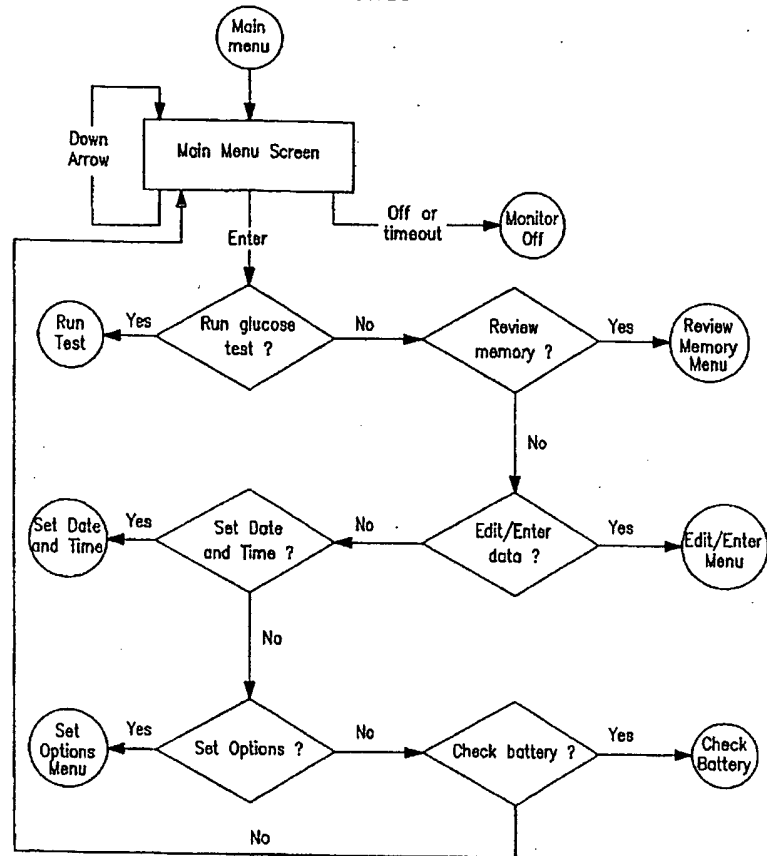 Main
menu
Down
Arrow
Main Menu Screen
Off or
timeout
Monitor
Off
Enter
Run
Test
Yes
Run glucose
test ?
No
Review
memory ?
Yes
Review
Memory
Menu
No
Set Date
and Time
Yes
Set Date
and Time ?
No
Edit/Enter
data ?
Yes
Edit/Enter
Menu
No
Set
Options
Menu
Yes
Set Options ?
No
Check battery ?
Yes
Check
Battery
No